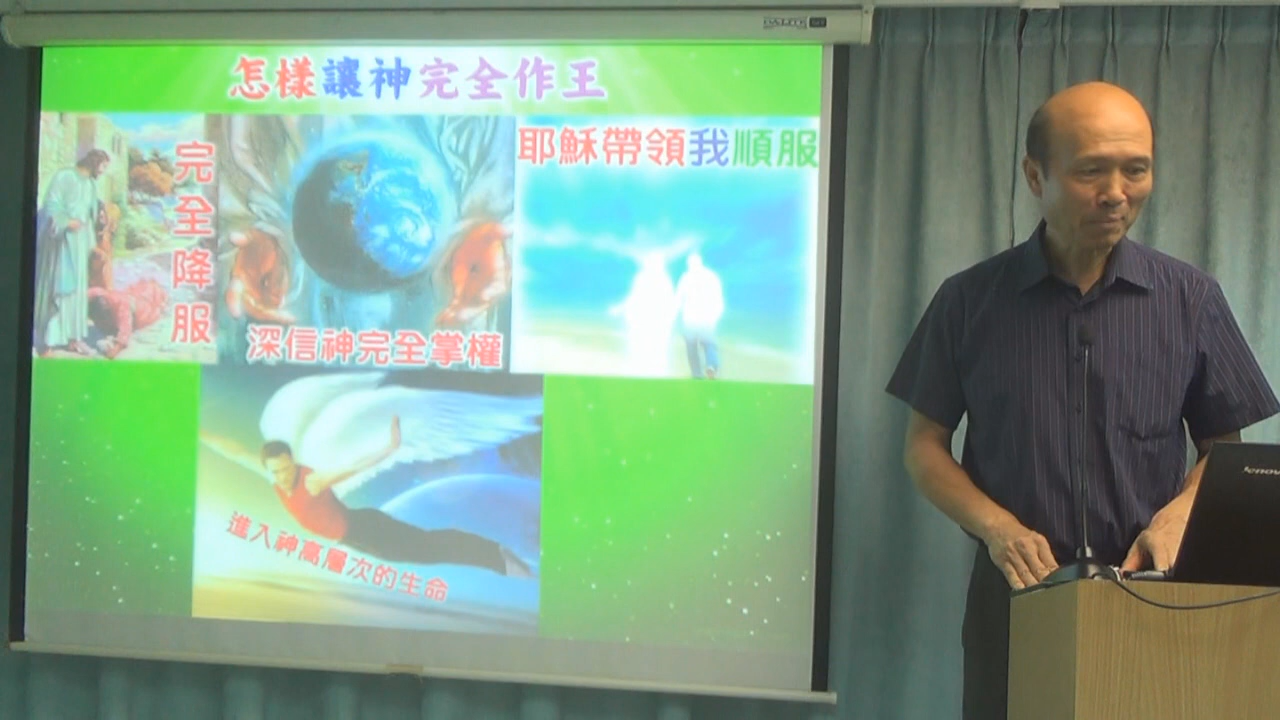 怎樣讓神完全作王
完全降服
深信神完全掌權
耶穌帶領我順服
進入神高層次的生命
lenovo